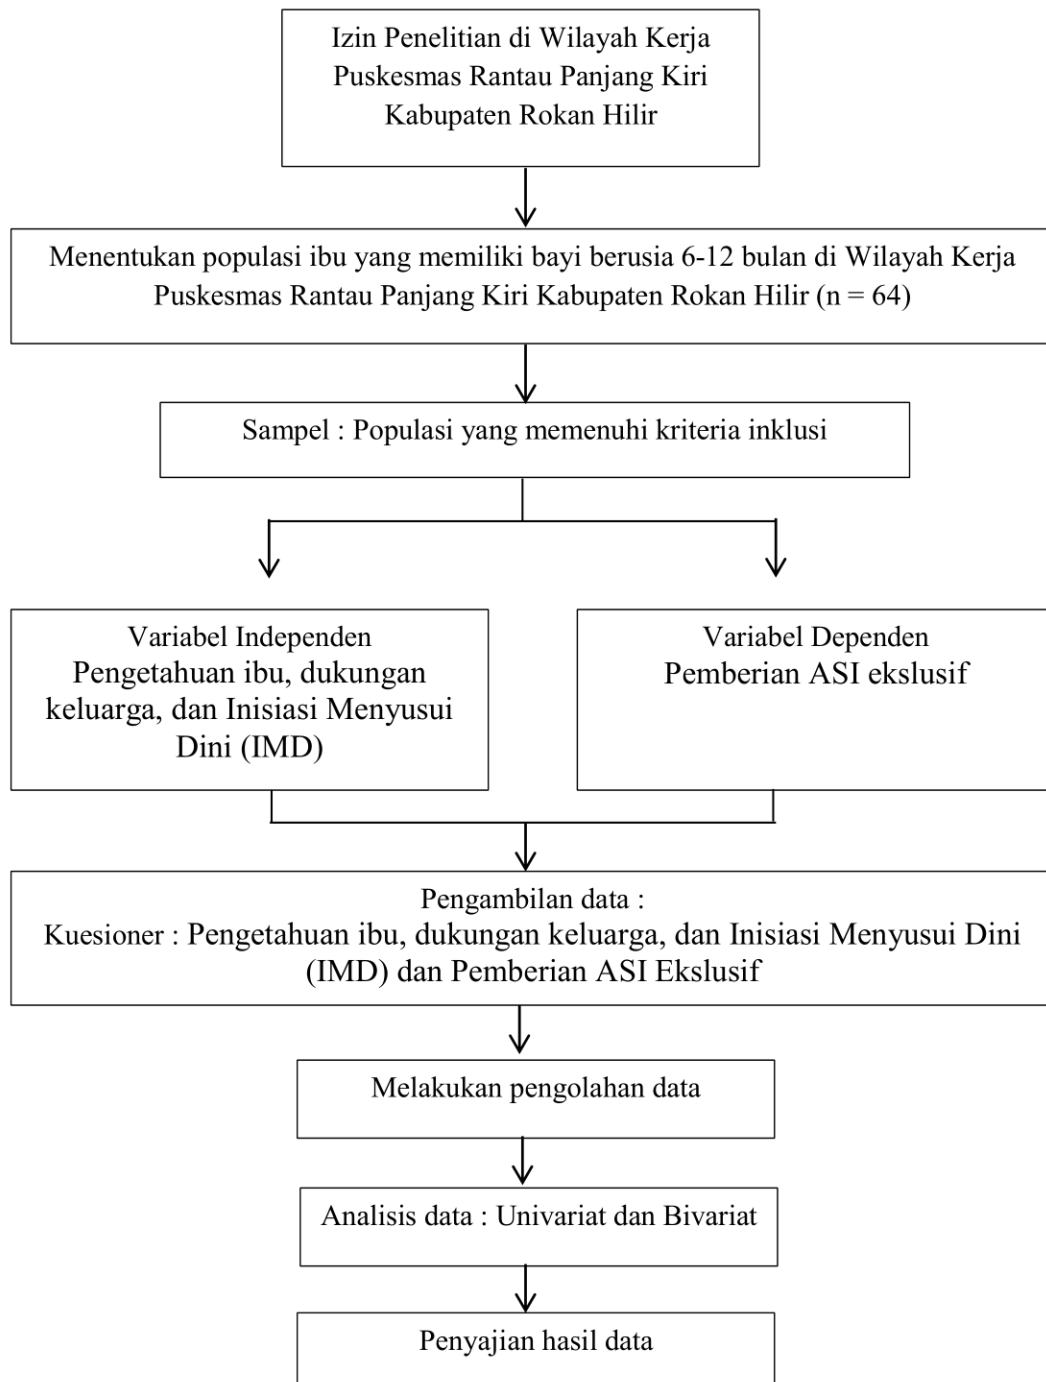 Izin Penelitian di Wilayah Kerja
Puskesmas Rantau Panjang Kiri
Kabupaten Rokan Hilir
Menentukan populasi ibu yang memiliki bayi berusia 6-12 bulan di Wilayah Kerja
Puskesmas Rantau Panjang Kiri Kabupaten Rokan Hilir (n = 64)
Sampel : Populasi yang memenuhi kriteria inklusi
Variabel Independen
Pengetahuan ibu, dukungan
keluarga, dan Inisiasi Menyusui
Dini (IMD)
Variabel Dependen
Pemberian ASI ekslusif
Pengambilan data :
Kuesioner : Pengetahuan ibu, dukungan keluarga, dan Inisiasi Menyusui Dini
(IMD) dan Pemberian ASI Ekslusif
Melakukan pengolahan data
Analisis data : Univariat dan Bivariat
Penyajian hasil data